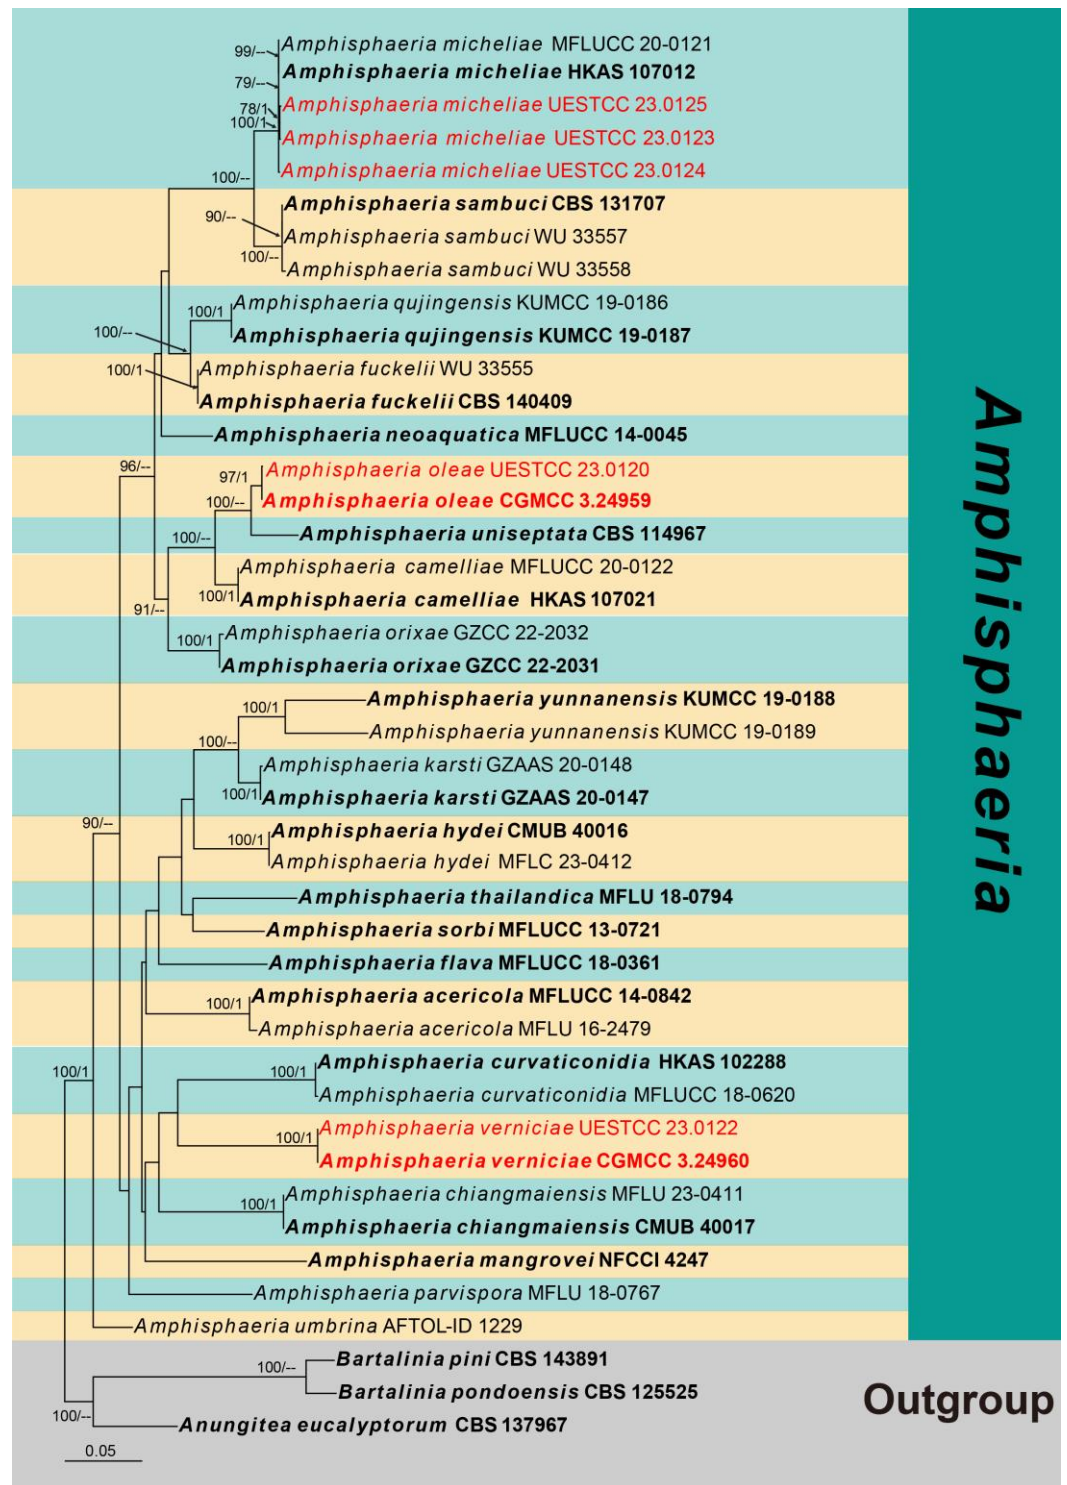 99/--
Amphisphaeria micheliae MFLUCC 20-0121
Amphisphaeria micheliae HKAS 107012
79/--
Amphisphaeria micheliae UESTCC 23.0125
78/1
100/1
Amphisphaeria micheliae UESTCC 23.0123
Amphisphaeria micheliae UESTCC 23.0124
100/--
Amphisphaeria sambuci CBS 131707
90/--
Amphisphaeria sambuci WU 33557
100/--
Amphisphaeria sambuci WU 33558
Amphisphaeria qujingensis KUMCC 19-0186
100/1
100/--
Amphisphaeria qujingensis KUMCC 19-0187
100/1
Amphisphaeria fuckelii WU 33555
Amphisphaeria fuckelii CBS 140409
Amphisphaeria neoaquatica MFLUCC 14-0045
96/--
97/1
Amphisphaeria oleae UESTCC 23.0120
100/--
Amphisphaeria oleae CGMCC 3.24959
100/--
Amphisphaeria uniseptata CBS 114967
Amphisphaeria camelliae MFLUCC 20-0122
100/1
Amphisphaeria camelliae HKAS 107021
91/--
100/1
Amphisphaeria orixae GZCC 22-2032
Amphisphaeria orixae GZCC 22-2031
Amphisphaeria yunnanensis KUMCC 19-0188
100/1
Amphisphaeria yunnanensis KUMCC 19-0189
100/--
Amphisphaeria karsti GZAAS 20-0148
100/1
Amphisphaeria karsti GZAAS 20-0147
90/--
Amphisphaeria hydei CMUB 40016
100/1
Amphisphaeria hydei MFLC 23-0412
Amphisphaeria thailandica MFLU 18-0794
Amphisphaeria sorbi MFLUCC 13-0721
Amphisphaeria flava MFLUCC 18-0361
Amphisphaeria acericola MFLUCC 14-0842
100/1
Amphisphaeria acericola MFLU 16-2479
Amphisphaeria curvaticonidia HKAS 102288
100/1
100/1
Amphisphaeria curvaticonidia MFLUCC 18-0620
Amphisphaeria verniciae UESTCC 23.0122
100/1
Amphisphaeria verniciae CGMCC 3.24960
Amphisphaeria chiangmaiensis MFLU 23-0411
100/1
Amphisphaeria chiangmaiensis CMUB 40017
Amphisphaeria mangrovei NFCCI 4247
Amphisphaeria parvispora MFLU 18-0767
Amphisphaeria umbrina AFTOL-ID 1229
Amphisphaeria
Bartalinia pini CBS 143891
100/--
Bartalinia pondoensis CBS 125525
100/--
Anungitea eucalyptorum CBS 137967
Outgroup
0.05